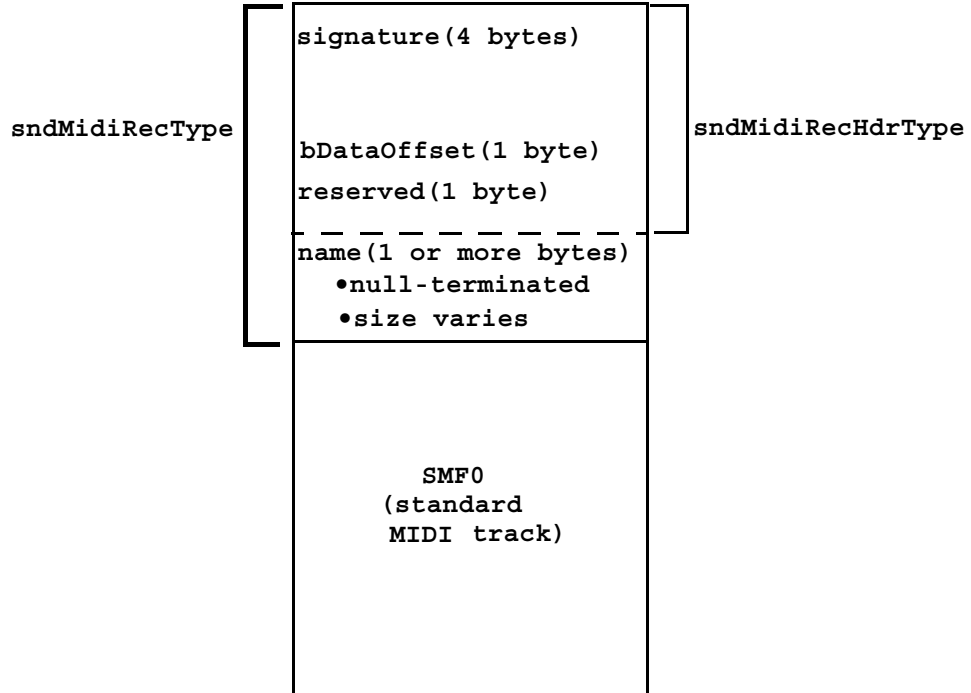 signature(4 bytes)
sndMidiRecType
sndMidiRecHdrType
bDataOffset(1 byte)
reserved(1 byte)
name(1 or more bytes)
•null-terminated
•size varies
SMF0
(standard
MIDI track)